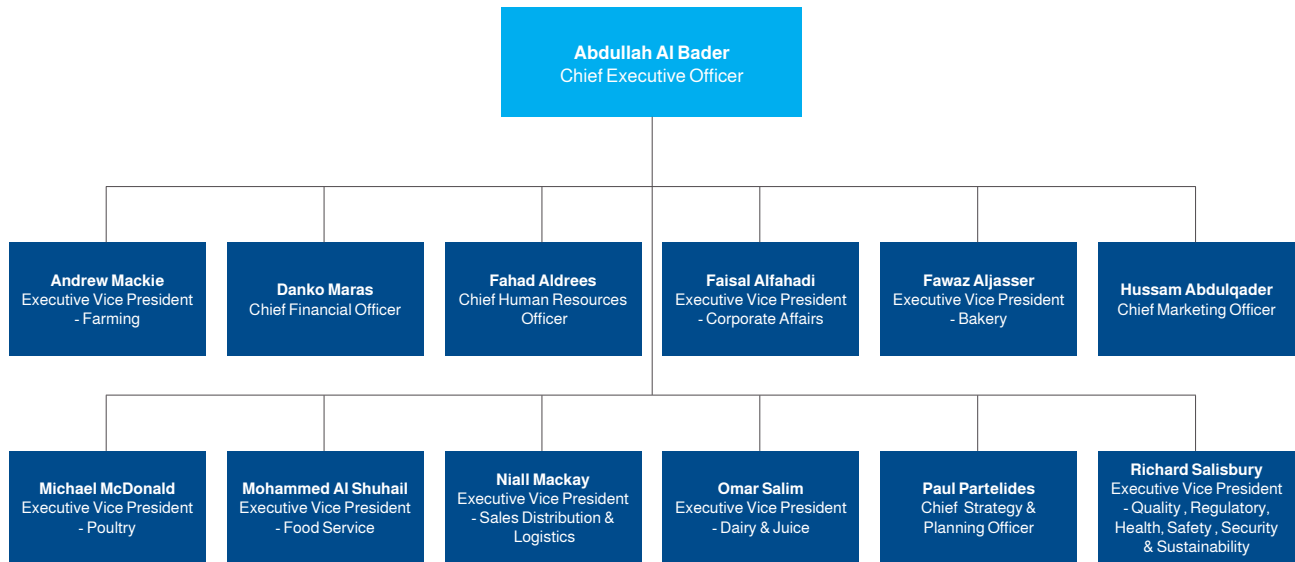 Abdullah Al Bader
Chief Executive Officer
Andrew Mackie
Executive Vice President
- Farming
Danko Maras
Chief Financial Officer
Fahad Aldrees
Chief Human Resources
Officer
Faisal Alfahadi
Executive Vice President
- Corporate Affairs
Fawaz Aljasser
Executive Vice President
- Bakery
Hussam Abdulqader
Chief Marketing Officer
Michael McDonald
Executive Vice President
- Poultry
Mohammed Al Shuhail
Executive Vice President
- Food Service
Niall Mackay
Executive Vice President
- Sales Distribution &
Logistics
Omar Salim
Executive Vice President
- Dairy & Juice
Paul Partelides
Chief Strategy &
Planning Officer
Richard Salisbury
Executive Vice President
- Quality , Regulatory,
Health, Safety , Security
& Sustainability